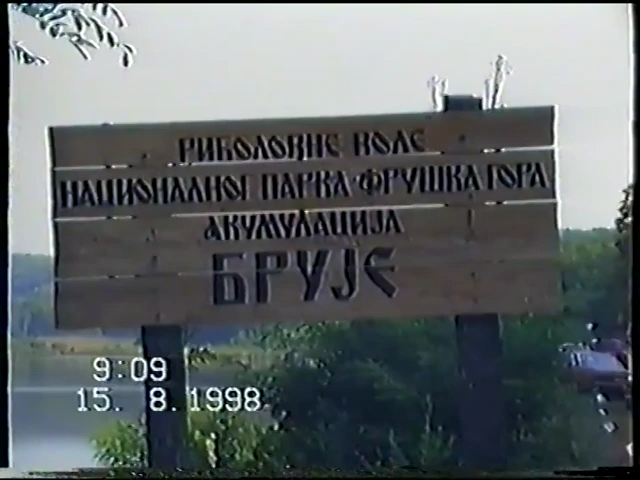 РИБОЛОВНЕ ВОДЕ
НАЦИОНАЛНОГ ПАРКА·ФРУШКА ГОРА
АКУМУЛАЦИЈА
БРУЈЕ
9:09
15. 8.1998